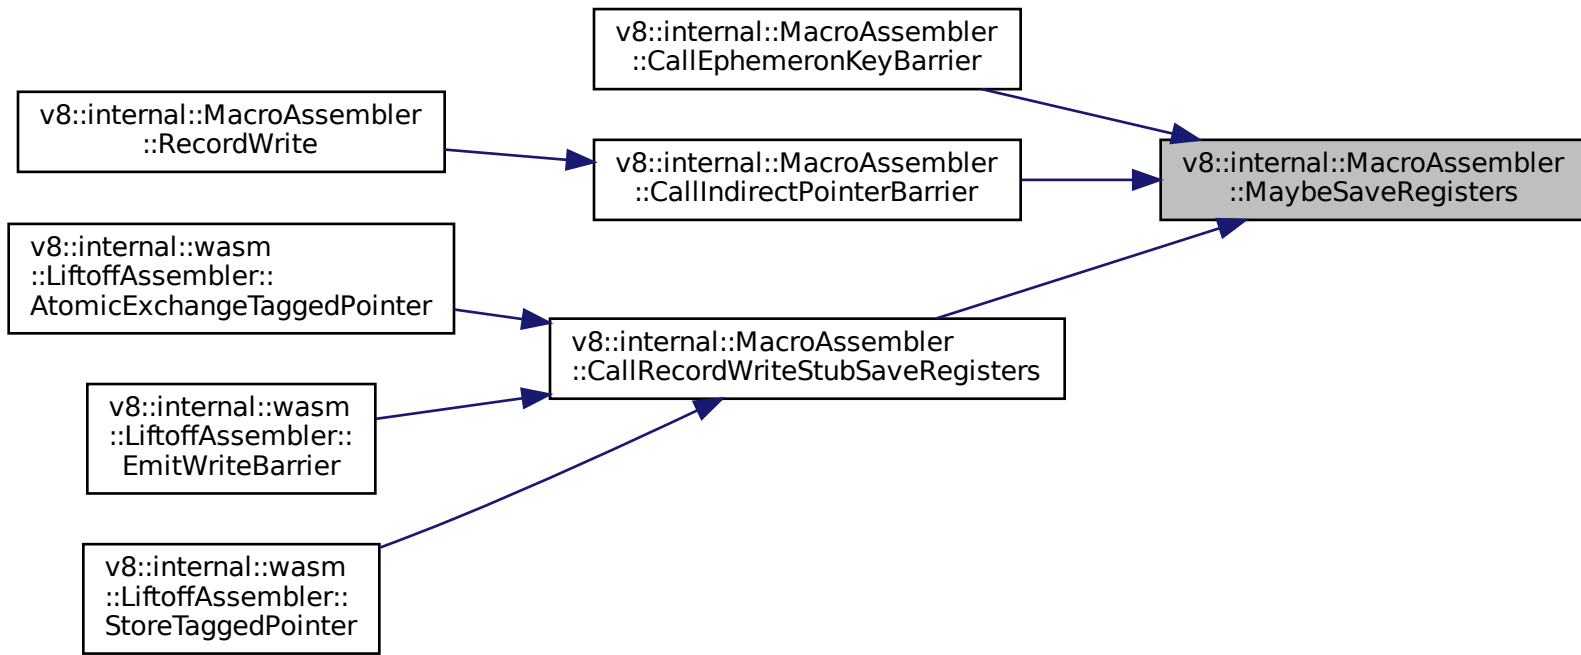 v8::internal::MacroAssembler
::CallEphemeronKeyBarrier
v8::internal::MacroAssembler
::RecordWrite
v8::internal::MacroAssembler
::CallIndirectPointerBarrier
v8::internal::MacroAssembler
::MaybeSaveRegisters
v8::internal::wasm
::LiftoffAssembler::
AtomicExchangeTaggedPointer
v8::internal::MacroAssembler
::CallRecordWriteStubSaveRegisters
v8::internal::wasm
::LiftoffAssembler::
EmitWriteBarrier
v8::internal::wasm
::LiftoffAssembler::
StoreTaggedPointer